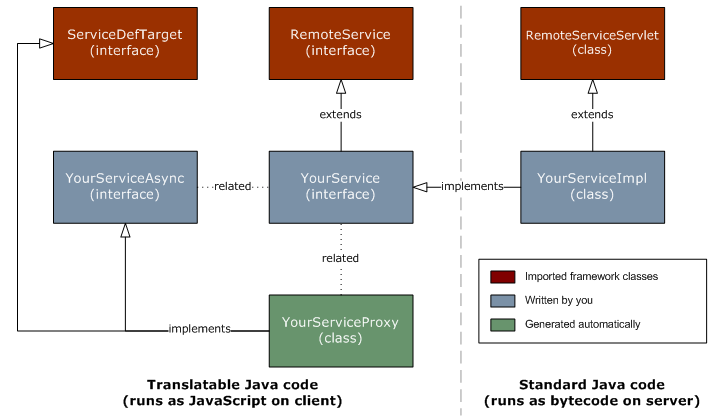 ServiceDefTarget
(interface)
RemoteService
(interface)
RemoteServiceServlet
(class)
extends
extends
YourServiceAsync
(interface)
related
YourService
(interface)
implements
YourServiceImpl
(class)
related
Imported framework classes
Written by you
Generated automatically
implements
YourServiceProxy
(class)
Translatable Java code
(runs as JavaScript on client)
Standard Java code
(runs as bytecode on server)